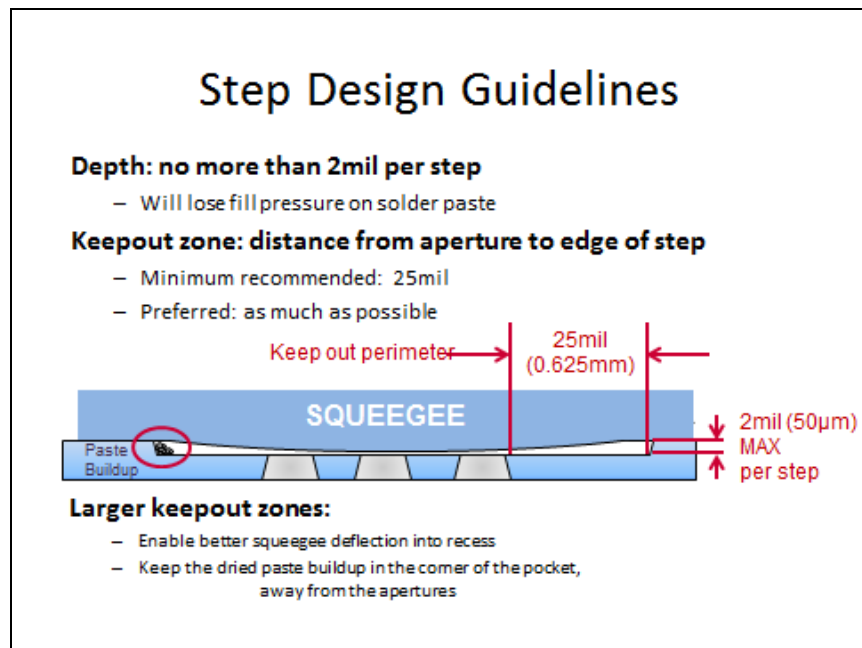 Step Design Guidelines
Depth: no more than 2mil per step
– Will lose fill pressure on solder paste
Keepout zone: distance from aperture to edge of step
– Minimum recommended: 25mil
– Preferred: as much as possible
Keep out perimeter
25mil
(0.625mm)
SQUEEGEE
Paste
Buildup
2mil (50µm)
MAX
per step
Larger keepout zones:
– Enable better squeegee deflection into recess
– Keep the dried paste buildup in the corner of the pocket,
away from the apertures